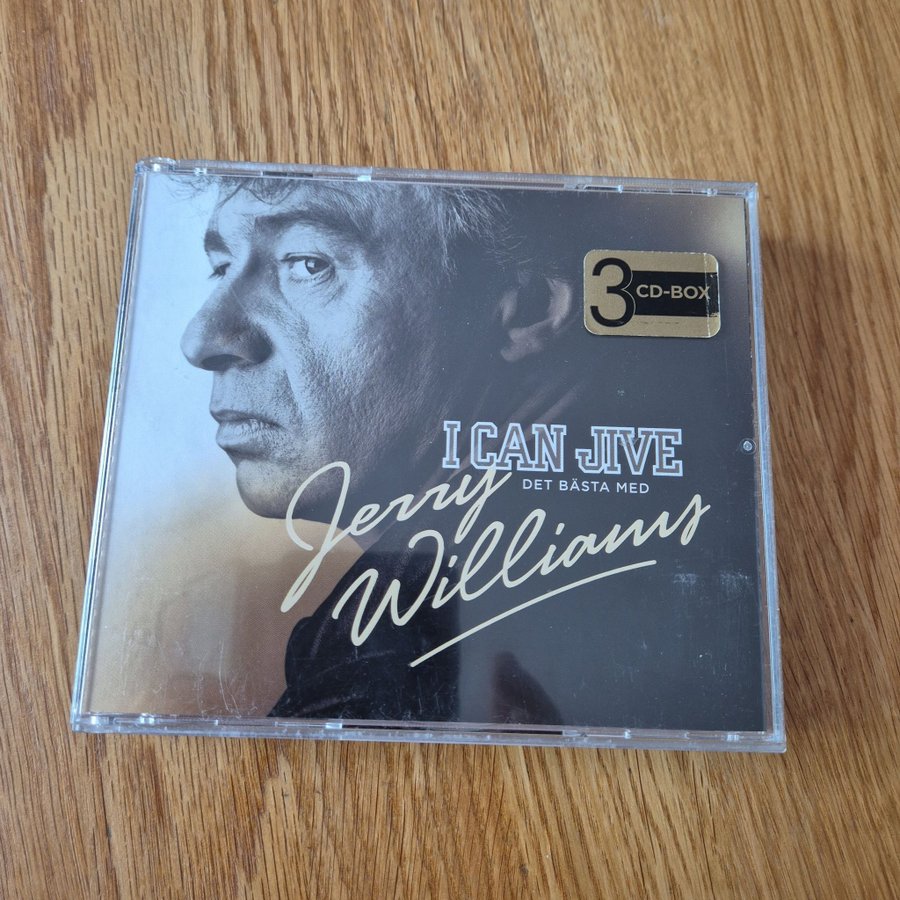 3 CD-BOX
I CAN JIVE
DET BÄSTA MED
Jerry
Williams